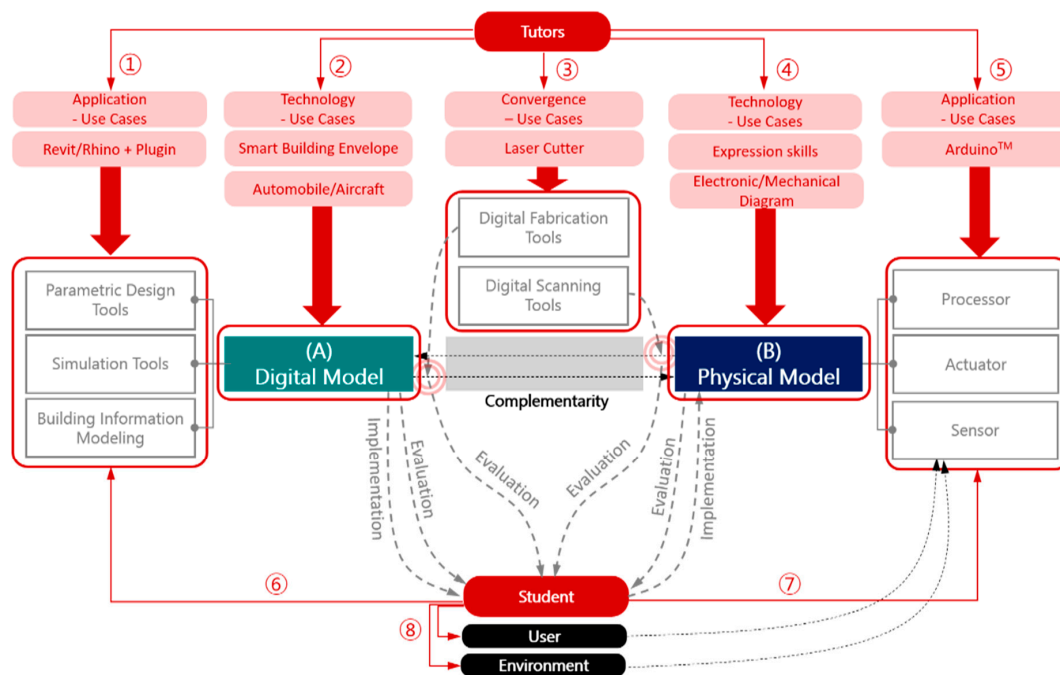 Tutors
①
②
③
④
⑤
Application
- Use Cases
Revit/Rhino + Plugin
Technology
- Use Cases
Smart Building Envelope
Automobile/Aircraft
Convergence
– Use Cases
Laser Cutter
Technology
- Use Cases
Expression skills
Electronic/Mechanical
Diagram
Application
- Use Cases
Arduino™
Digital Fabrication
Tools
Digital Scanning
Tools
Parametric Design
Tools
Simulation Tools
Building Information
Modeling
(A)
Digital Model
Complementarity
(B)
Physical Model
Processor
Actuator
Sensor
Implementation
Evaluation
Evaluation
Evaluation
Evaluation
Implementation
⑥
⑦
⑧
Student
User
Environment